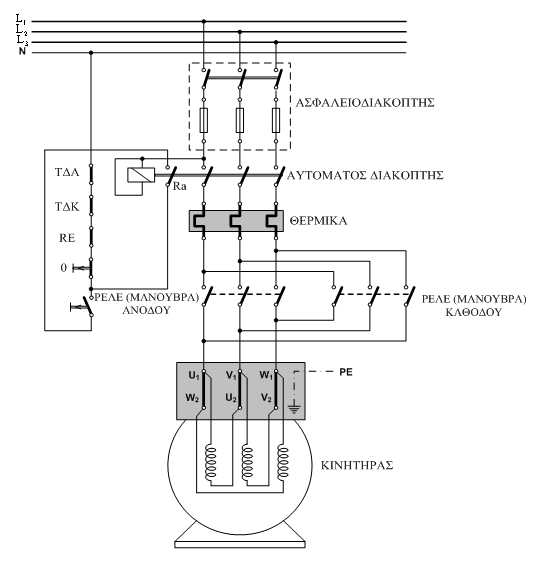 L1
L2
L3
N
ΑΣΦΑΛΕΙΟΔΙΑΚΟΠΤΗΣ
ΤΔΑ
Ra
ΑΥΤΟΜΑΤΟΣ ΔΙΑΚΟΠΤΗΣ
ΤΔΚ
ΘΕΡΜΙΚΑ
RE
0
ΡΕΛΕ (ΜΑΝΟΥΒΡΑ)
ΑΝΟΔΟΥ
ΡΕΛΕ (ΜΑΝΟΥΒΡΑ)
ΚΑΘΟΔΟΥ
U1 V1 W1
PE
W2 U2 V2
ΚΙΝΗΤΗΡΑΣ